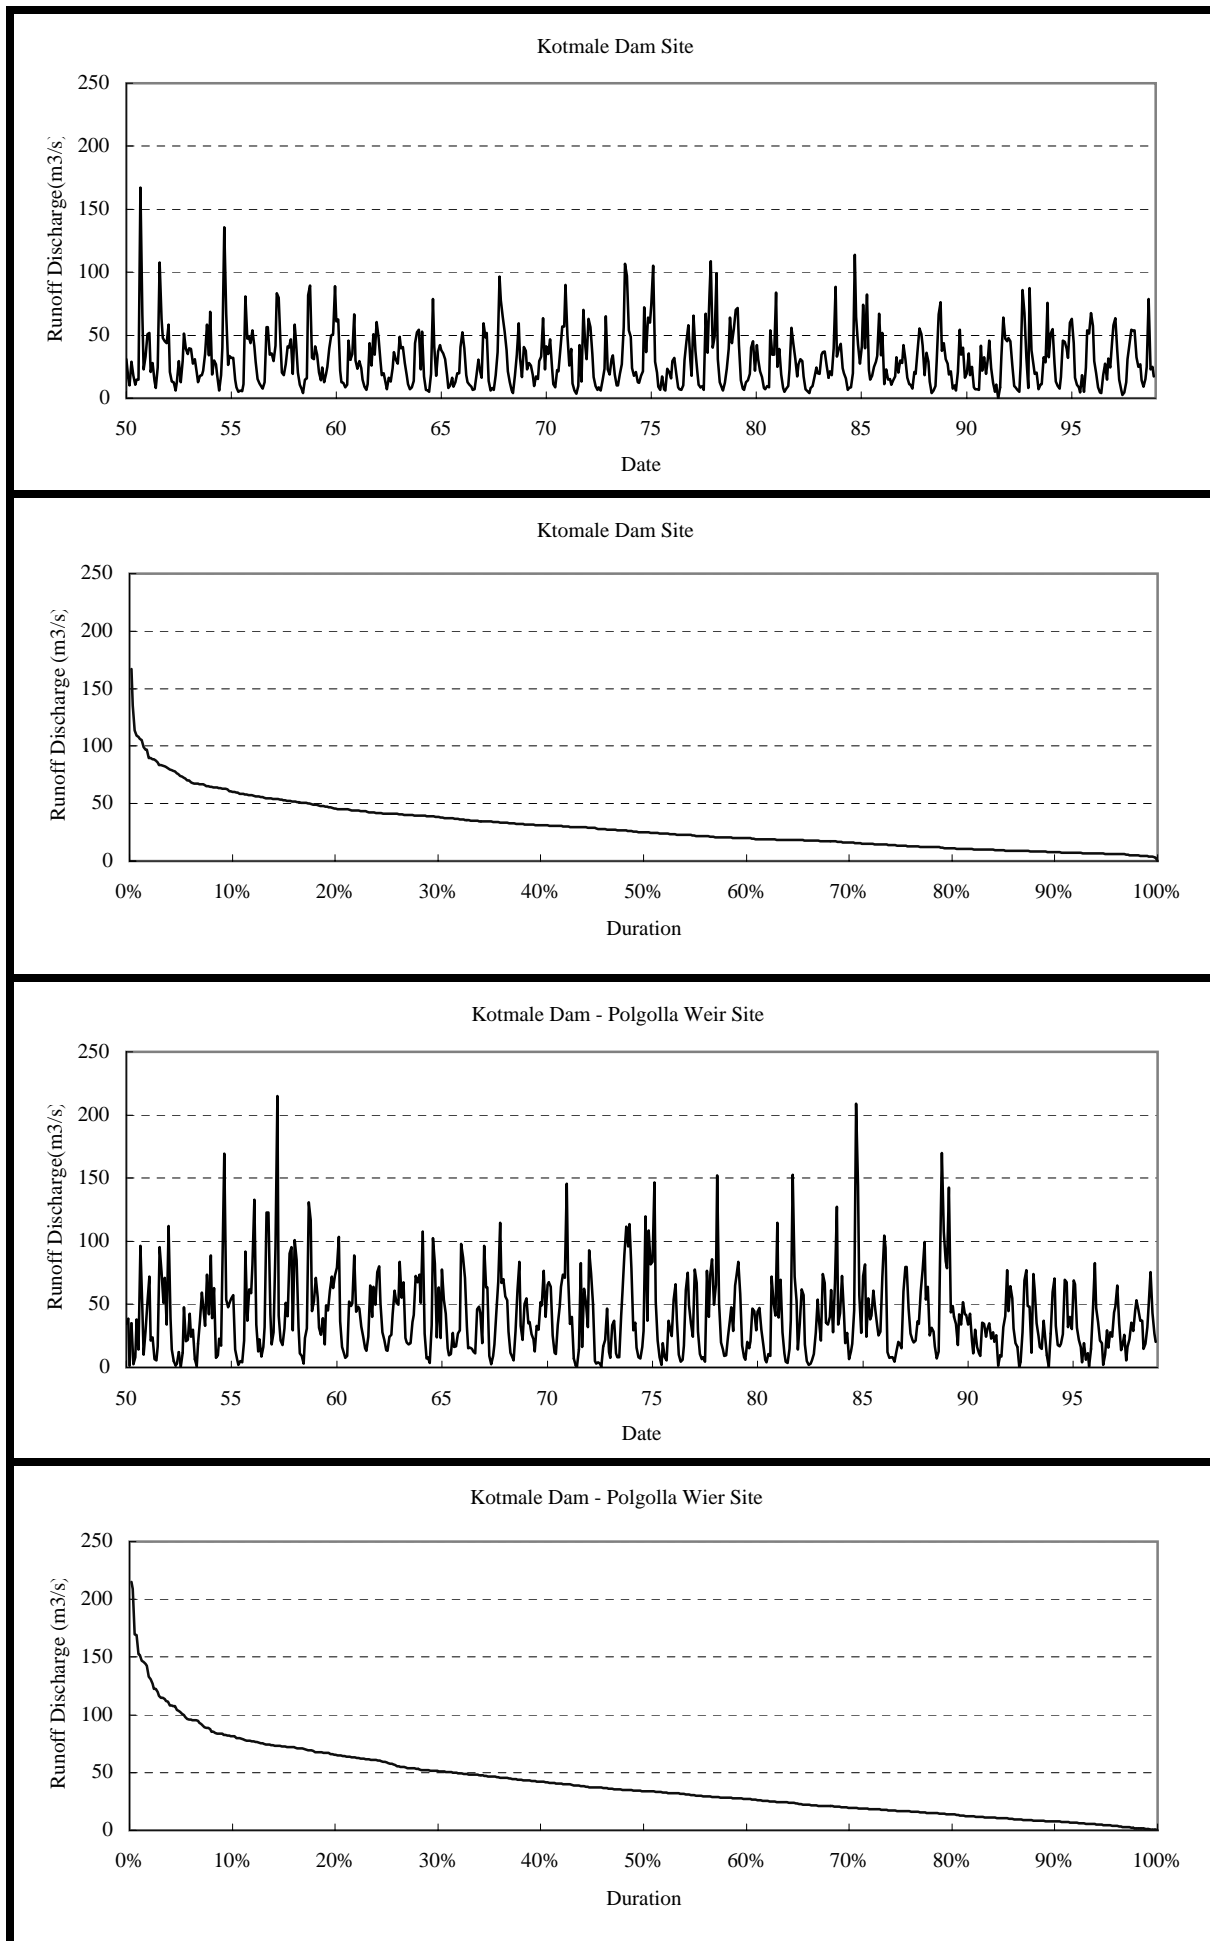 Kotmale Dam Site
250
200
150
100
50
0
Runoff Discharge(m3/s)
50 55 60 65 70 75 80 85 90 95
Date
Ktomale Dam Site
250
200
150
100
50
0
Runoff Discharge (m3/s)
0% 10% 20% 30% 40% 50% 60% 70% 80% 90% 100%
Duration
Kotmale Dam - Polgolla Weir Site
250
200
150
100
50
0
Runoff Discharge(m3/s)
50 55 60 65 70 75 80 85 90 95
Date
Kotmale Dam - Polgolla Wier Site
250
200
150
100
50
0
Runoff Discharge (m3/s)
0% 10% 20% 30% 40% 50% 60% 70% 80% 90% 100%
Duration